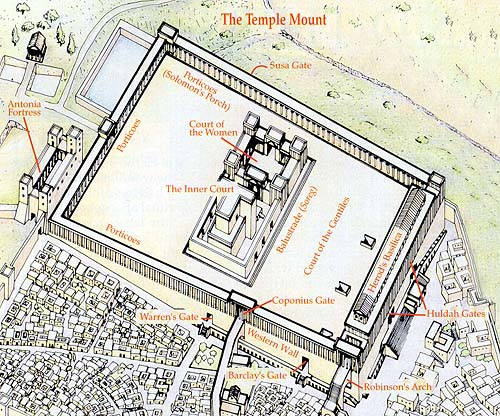 The Temple Mount
Susa Gate
Porticoes
(Solomon's Porch)
Antonia
Fortress
Porticoes
Court of
the Women
The Inner Court
Balustrade (Soreg)
Court of the Gentiles
Porticoes
Herod's Basilica
Coponius Gate
Huldah Gates
Warren's Gate
Western Wall
Barclay's Gate
Robinson's Arch